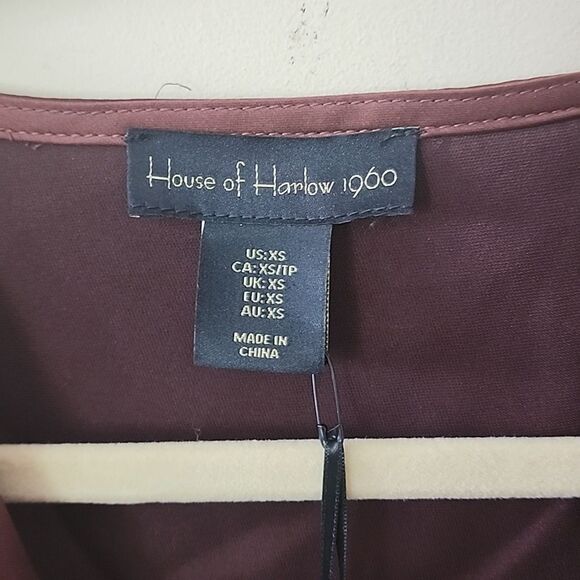 House of Harlow 1960
US:XS
CA:XS/TP
UK:XS
EU:XS
AU:XS
MADE IN
CHINA